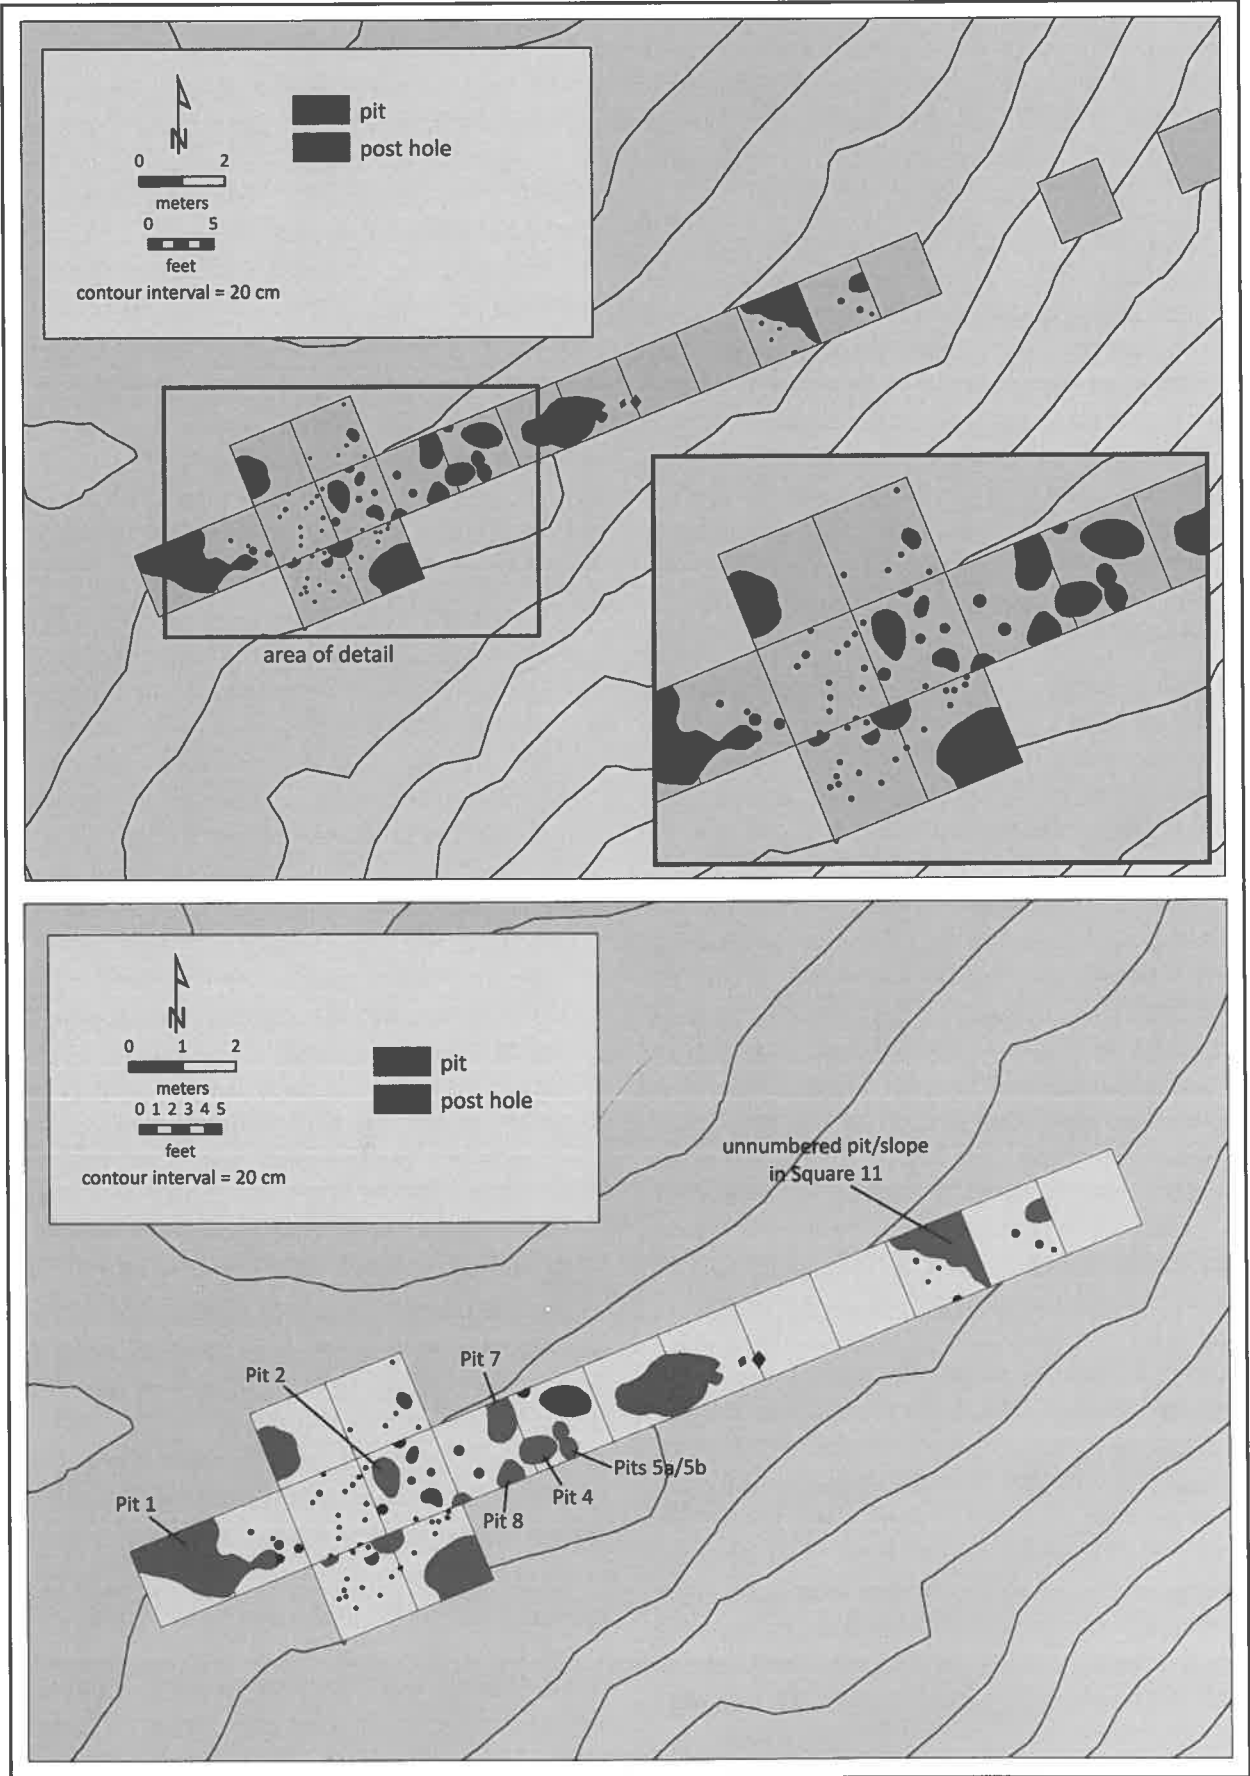 N
0 2
meters
0 5
feet
contour interval = 20 cm
pit
post hole
area of detail
N
0 1 2
meters
0 1 2 3 4 5
feet
contour interval = 20 cm
pit
post hole
unnumbered pit/slope
in Square 11
Pit 7
Pit 2
Pits 5a/5b
Pit 4
Pit 1
Pit 8